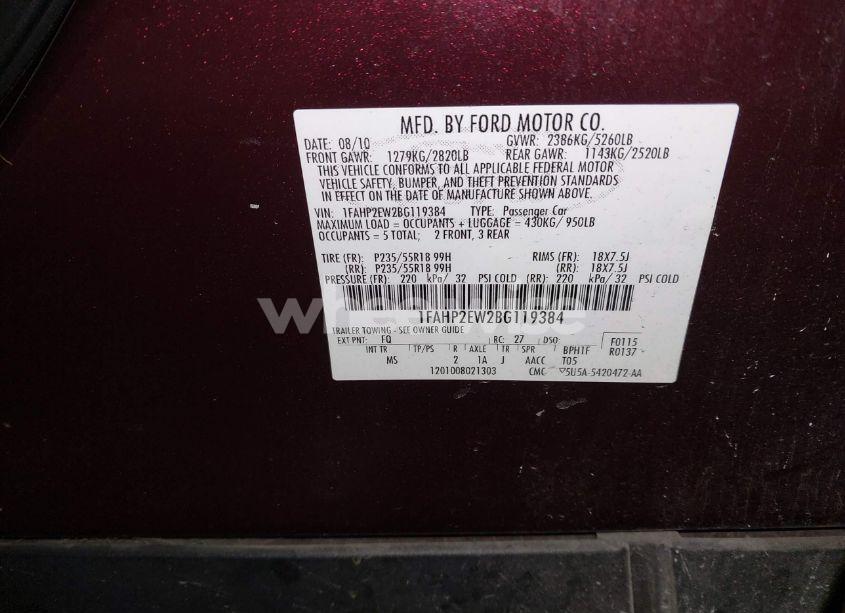 MFD. BY FORD MOTOR CO.
DATE: 08/10 GVWR: 2386KG/5260LB
FRONT GAWR: 1279KG/2820LB REAR GAWR: 1143KG/2520LB
THIS VEHICLE CONFORMS TO ALL APPLICABLE FEDERAL MOTOR
VEHICLE SAFETY, BUMPER, AND THEFT PREVENTION STANDARDS
IN EFFECT ON THE DATE OF MANUFACTURE SHOWN ABOVE.
VIN: 1FAHP2EW2BG119384 TYPE: Passenger Car
MAXIMUM LOAD = OCCUPANTS + LUGGAGE = 430KG/ 950LB
OCCUPANTS = 5 TOTAL; 2 FRONT, 3 REAR
TIRE (FR): P235/55R18 99H RIMS (FR): 18X7.5J
(RR): P235/55R18 99H (RR): 18X7.5J
PRESSURE (FR): 220 kPa/ 32 PSI COLD (RR): 220 kPa/ 32 PSI COLD
1FAHP2EW2BG119384
TRAILER TOWING - SEE OWNER GUIDE
EXT PNT: FQ RC: 27 DSO: F0115
INT TR TP/PS R AXLE TR SPR BPH1F R0137
MS 2 1A J AACC T05
1201008021303 CMC 5U5A-5420472-AA